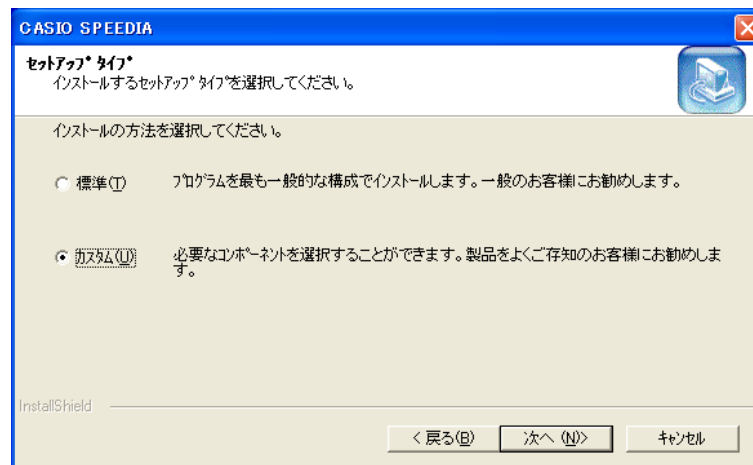 CASIO SPEEDIA
セットアップ タイプ
インストールするセットアップ タイプを選択してください。
インストールの方法を選択してください。
標準(T)
プログラムを最も一般的な構成でインストールします。一般のお客様にお勧めします。
カスタム(U)
必要なコンポーネントを選択することができます。製品をよくご存知のお客様にお勧めしま
す。
InstallShield
< 戻る(B)
次へ (N)>
キャンセル